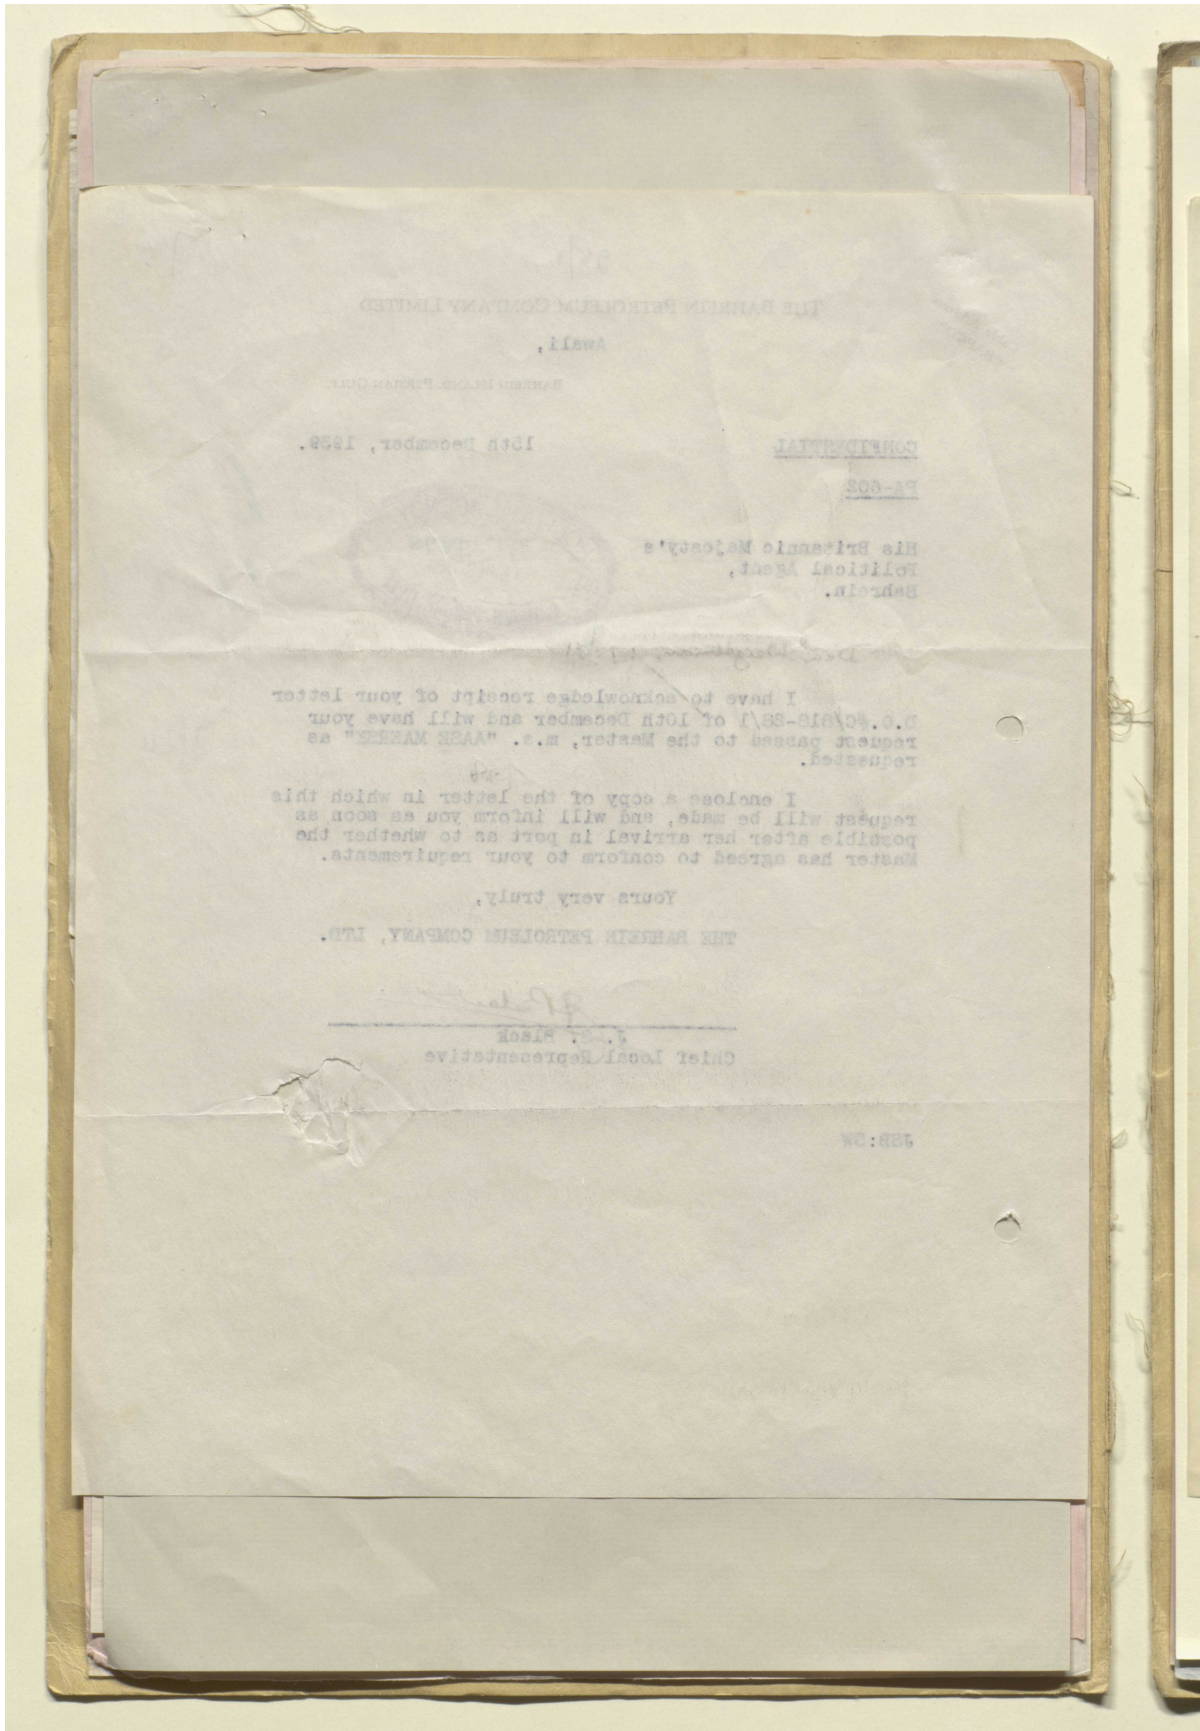 THE BAHREIN PETROLEUM COMPANY LIMITED
Awali,
BAHREIN ISLAND, PERSIAN GULF.
CONFIDENTIAL 15th December, 1939.
PA-602
His Britannic Majesty's
Political Agent,
Bahrein.
I have to acknowledge receipt of your letter
D.O.#C/818-28/1 of 10th December and will have your
request passed to the Master, m.s. "AASE MAERSK" as
requested.
I enclose a copy of the letter in which this
request will be made, and will inform you as soon as
possible after her arrival in port as to whether the
Master has agreed to conform to your requirements.
Yours very truly,
THE BAHREIN PETROLEUM COMPANY, LTD.
Black
Chief Local Representative
JSB:SW